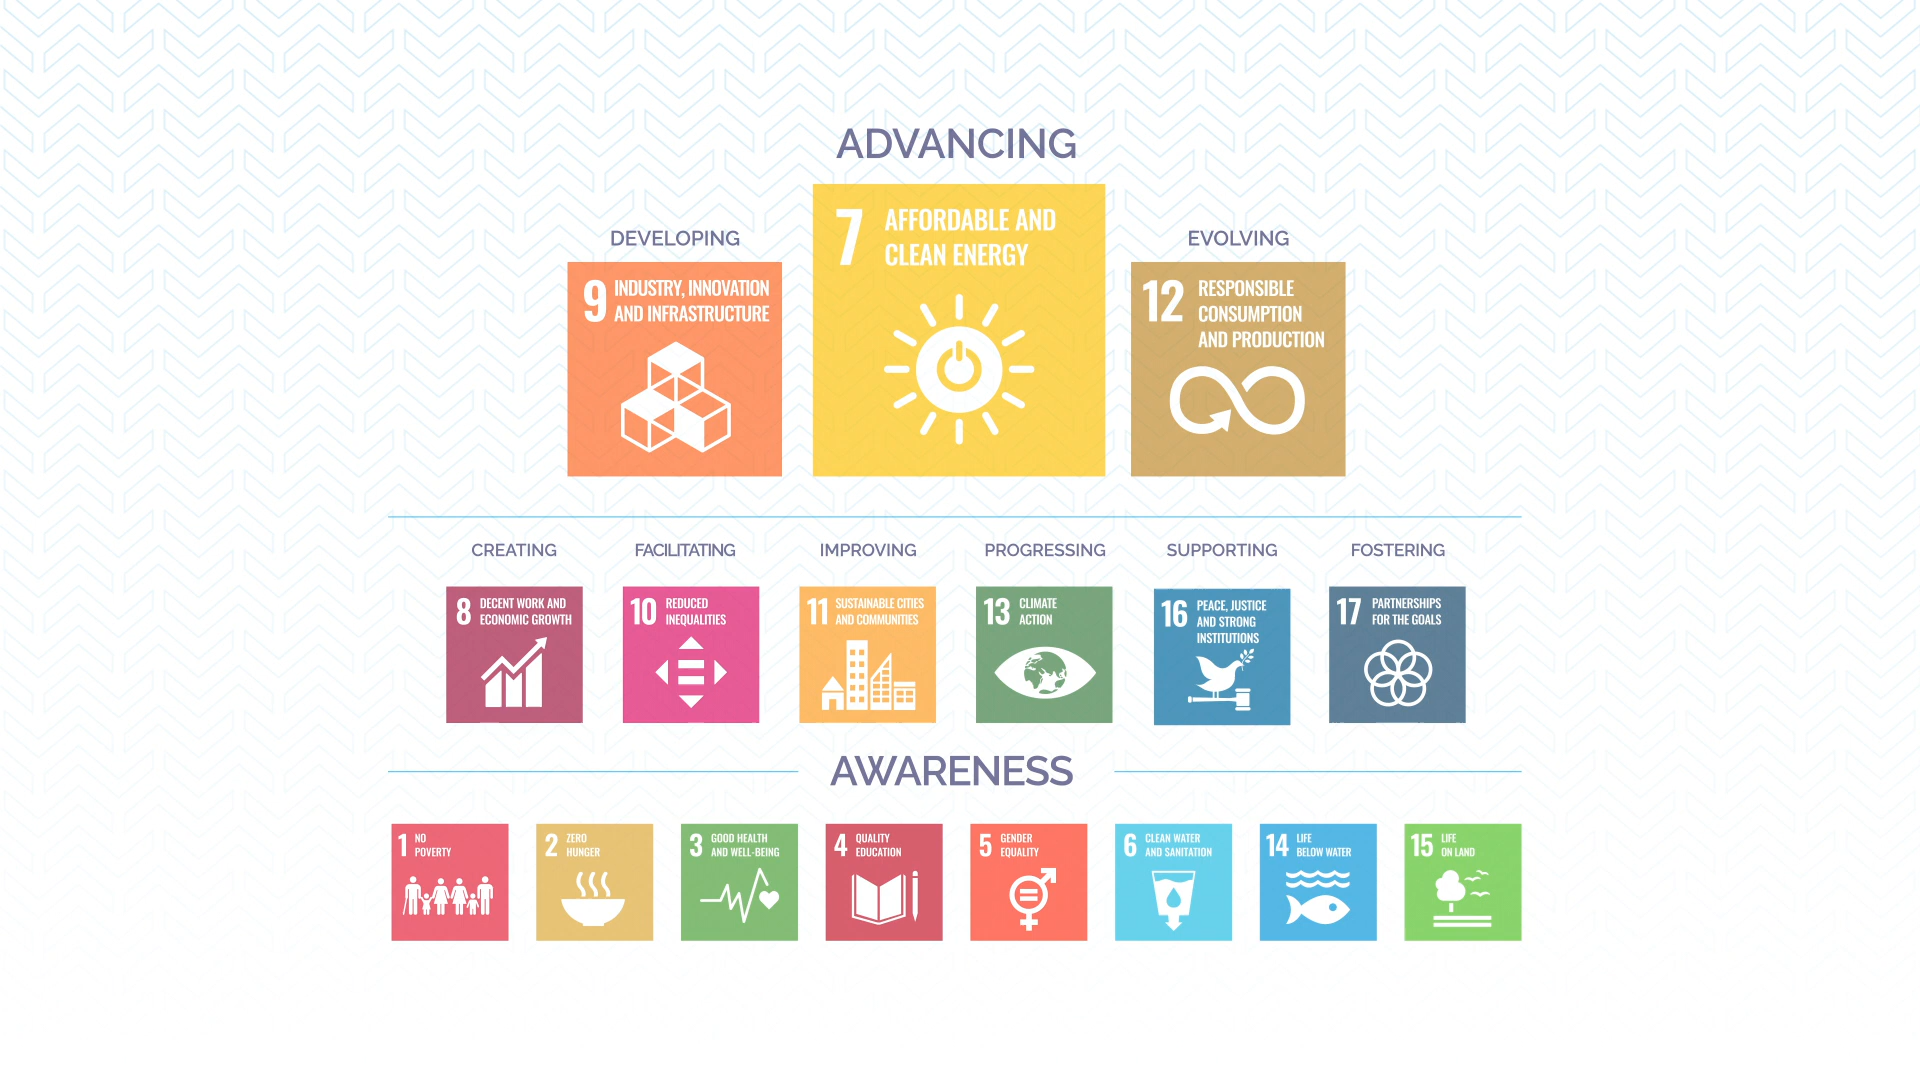 ADVANCING
DEVELOPING
9 INDUSTRY, INNOVATION
AND INFRASTRUCTURE
7 AFFORDABLE AND
CLEAN ENERGY
EVOLVING
12 RESPONSIBLE
CONSUMPTION
AND PRODUCTION
CREATING
8 DECENT WORK AND
ECONOMIC GROWTH
FACILITATING
10 REDUCED
INEQUALITIES
IMPROVING
11 SUSTAINABLE CITIES
AND COMMUNITIES
PROGRESSING
13 CLIMATE
ACTION
SUPPORTING
16 PEACE, JUSTICE
AND STRONG
INSTITUTIONS
FOSTERING
17 PARTNERSHIPS
FOR THE GOALS
AWARENESS
1 NO
POVERTY
2 ZERO
HUNGER
3 GOOD HEALTH
AND WELL-BEING
4 QUALITY
EDUCATION
5 GENDER
EQUALITY
6 CLEAN WATER
AND SANITATION
14 LIFE
BELOW WATER
15 LIFE
ON LAND